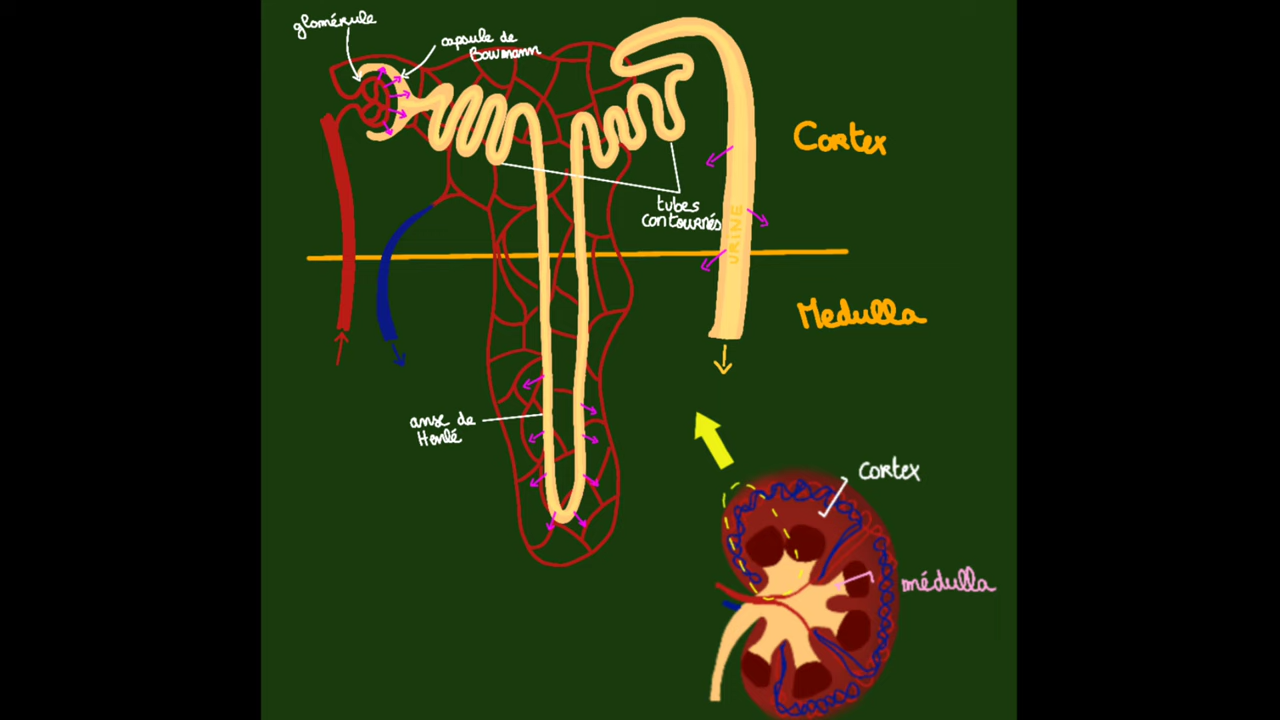 glomérule
capsule de
Bowmann
Cortex
tubes
contournés
URINE
Medulla
anse de
Henlé
cortex
médulla